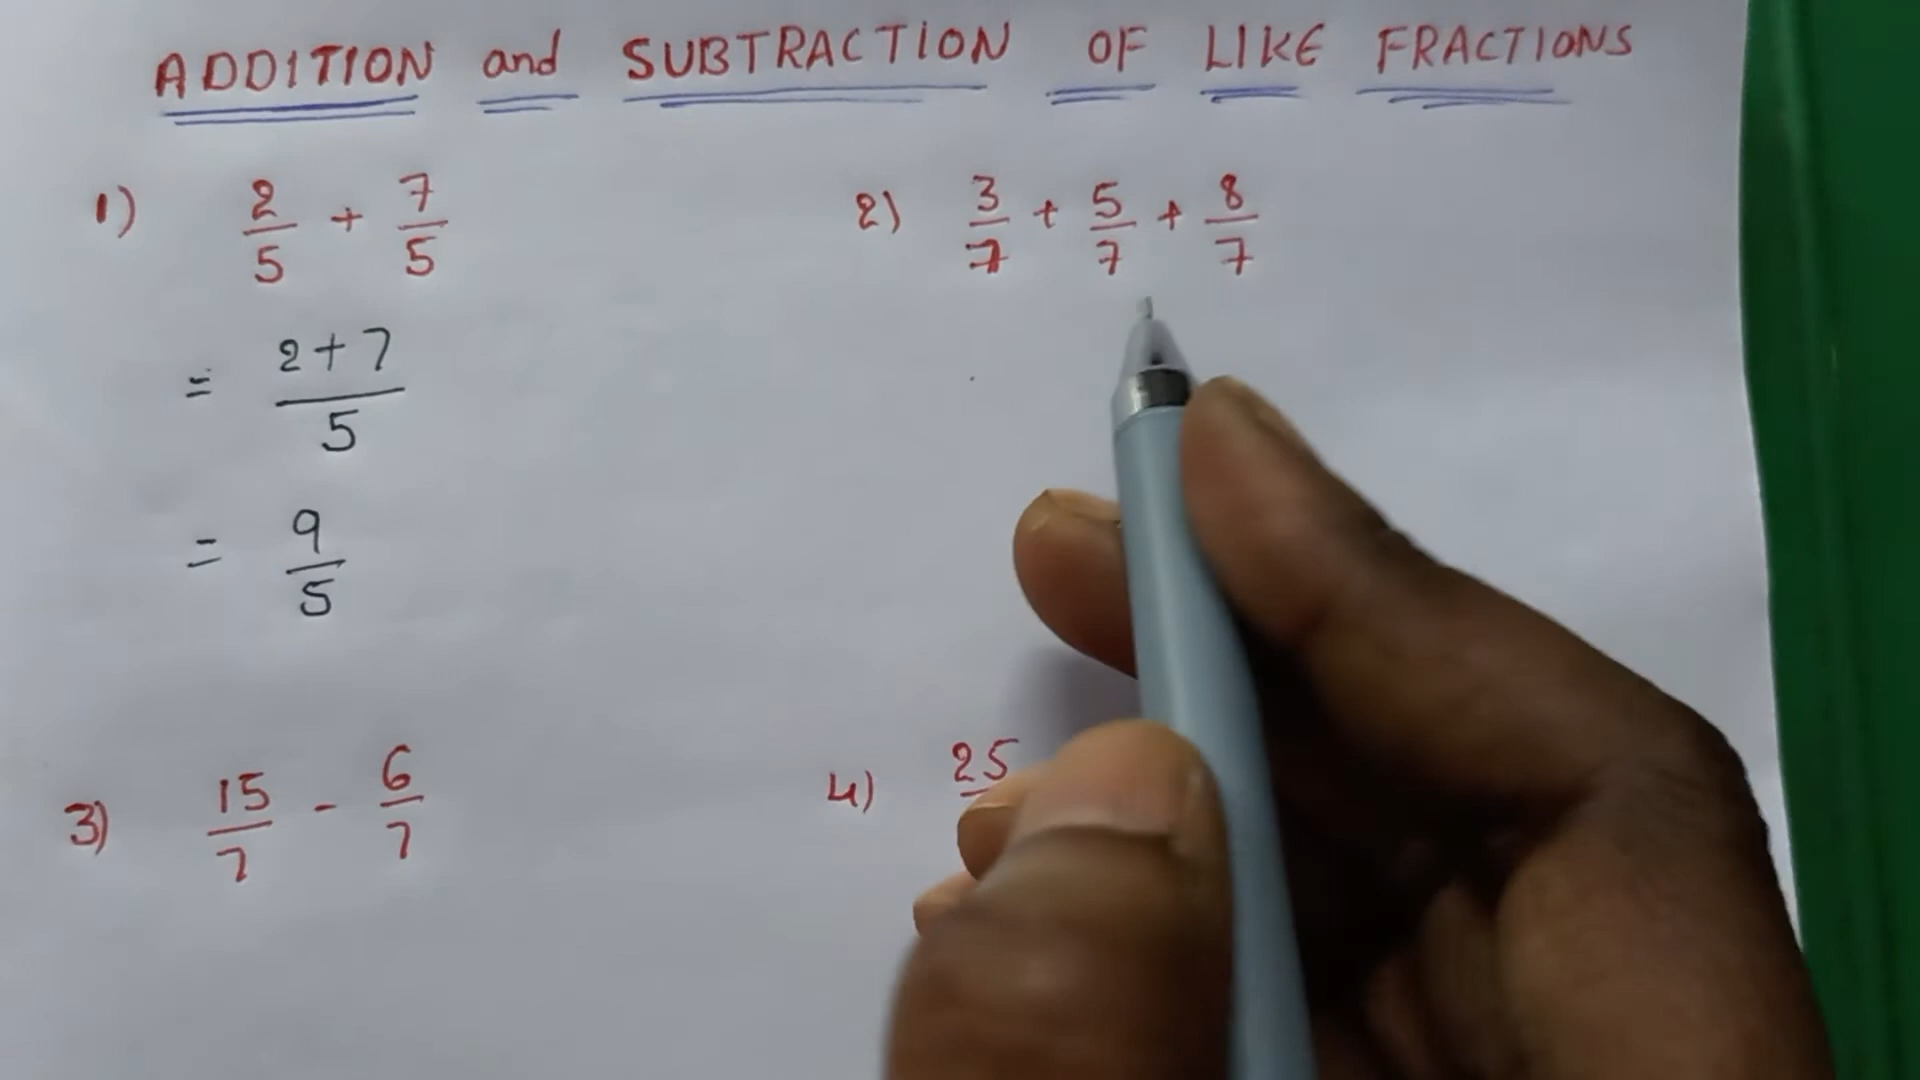 ADDITION and SUBTRACTION OF LIKE FRACTIONS
1) 2/5 + 7/5
= 2+7/5
= 9/5
2) 3/7 + 5/7 + 8/7
3) 15/7 - 6/7
4) 25